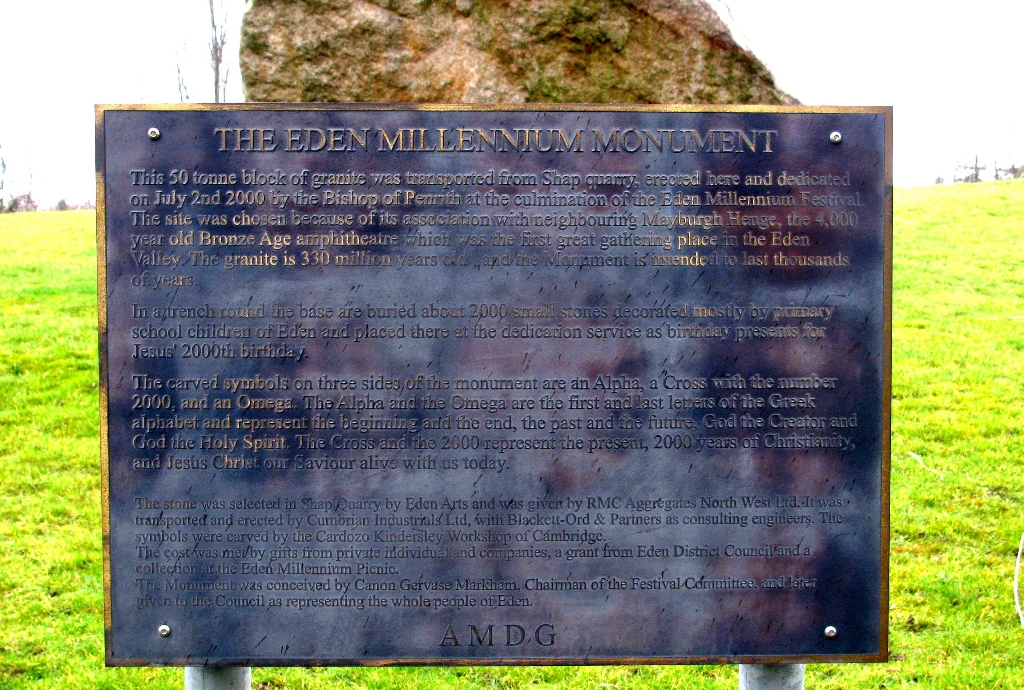 THE EDEN MILLENNIUM MONUMENT
This 50 tonne block of granite was transported from Shap quarry, erected here and dedicated
on July 2nd 2000 by the Bishop of Penrith at the culmination of the Eden Millennium Festival.
The site was chosen because of its association with neighbouring Mayburgh Henge, the 4,000
year old Bronze Age amphitheatre which was the first great gathering place in the Eden
Valley. The granite is 330 million years old, and the Monument is intended to last thousands
of years.
In a trench round the base are buried about 2000 small stones decorated mostly by primary
school children of Eden and placed there at the dedication service as birthday presents for
Jesus' 2000th birthday.
The carved symbols on three sides of the monument are an Alpha, a Cross with the number
2000, and an Omega. The Alpha and the Omega are the first and last letters of the Greek
alphabet and represent the beginning and the end, the past and the future, God the Creator and
God the Holy Spirit. The Cross and the 2000 represent the present, 2000 years of Christianity,
and Jesus Christ our Saviour alive with us today.
The stone was selected in Shap Quarry by Eden Arts and was given by RMC Aggregates North West Ltd. It was
transported and erected by Cumbrian Industrials Ltd, with Blackett-Ord & Partners as consulting engineers. The
symbols were carved by the Cardozo Kindersley Workshop of Cambridge.
The cost was met by gifts from private individual and companies, a grant from Eden District Council and a
collection at the Eden Millennium Picnic.
The Monument was conceived by Canon Gervase Markham, Chairman of the Festival Committee, and later
given to the Council as representing the whole people of Eden.
A M D G